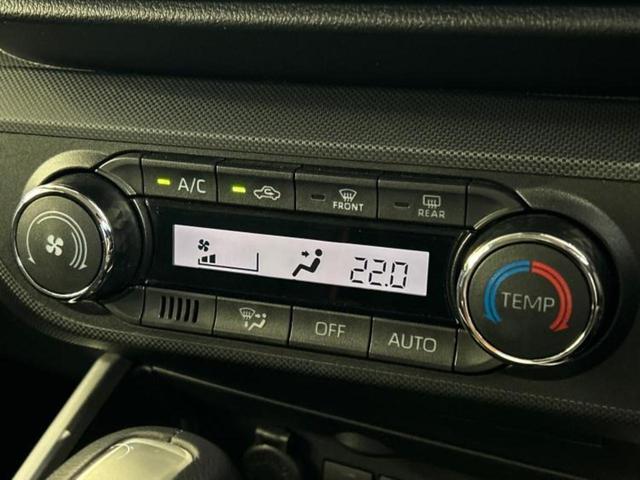 A/C
FRONT
REAR
22.0
TEMP
OFF
AUTO